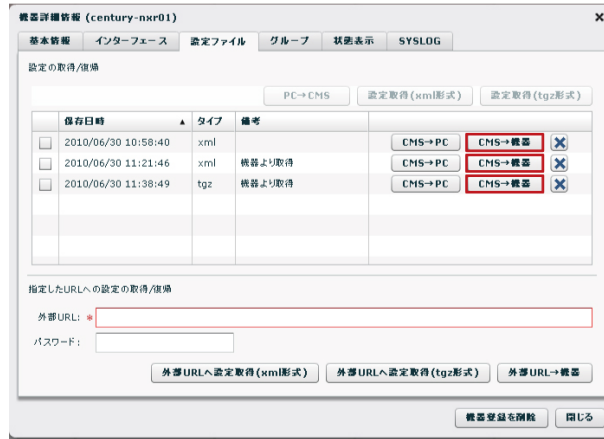 機器詳細情報 (century-nxr01)
基本情報 インターフェース 設定ファイル グループ 状態表示 SYSLOG
設定の取得/復帰
PC→CMS 設定取得(xml形式) 設定取得(tgz形式)
保存日時 ▲ タイプ 備考
2010/06/30 10:58:40 xml CMS→PC CMS→機器
2010/06/30 11:21:46 xml 機器より取得 CMS→PC CMS→機器
2010/06/30 11:38:49 tgz 機器より取得 CMS→PC CMS→機器
指定したURLへの設定の取得/復帰
外部URL: *
パスワード:
外部URLへ設定取得(xml形式) 外部URLへ設定取得(tgz形式) 外部URL→機器
機器登録を削除 閉じる